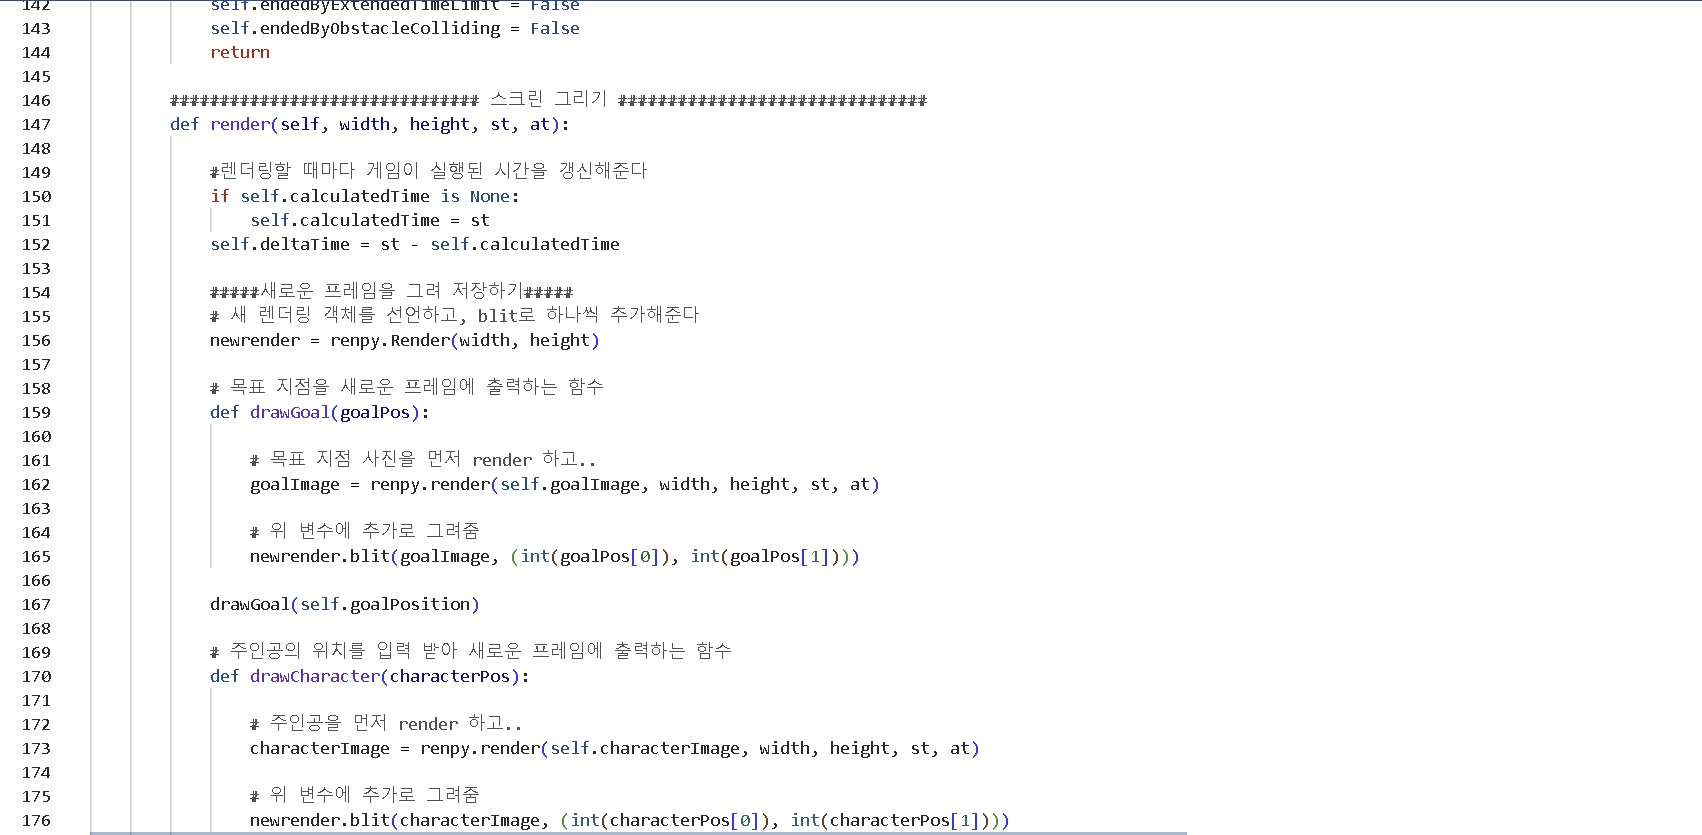 142 self.endedByExtendedTimeLimit = False
143 self.endedByObstacleColliding = False
144 return
145
146 ############################### 스크린 그리기 ###############################
147 def render(self, width, height, st, at):
148
149 #렌더링할 때마다 게임이 실행된 시간을 갱신해준다
150 if self.calculatedTime is None:
151 self.calculatedTime = st
152 self.deltaTime = st - self.calculatedTime
153
154 #####새로운 프레임을 그려 저장하기#####
155 # 새 렌더링 객체를 선언하고, blit로 하나씩 추가해준다
156 newrender = renpy.Render(width, height)
157
158 # 목표 지점을 새로운 프레임에 출력하는 함수
159 def drawGoal(goalPos):
160
161 # 목표 지점 사진을 먼저 render 하고..
162 goalImage = renpy.render(self.goalImage, width, height, st, at)
163
164 # 위 변수에 추가로 그려줌
165 newrender.blit(goalImage, (int(goalPos[0]), int(goalPos[1])))
166
167 drawGoal(self.goalPosition)
168
169 # 주인공의 위치를 입력 받아 새로운 프레임에 출력하는 함수
170 def drawCharacter(characterPos):
171
172 # 주인공을 먼저 render 하고..
173 characterImage = renpy.render(self.characterImage, width, height, st, at)
174
175 # 위 변수에 추가로 그려줌
176 newrender.blit(characterImage, (int(characterPos[0]), int(characterPos[1])))